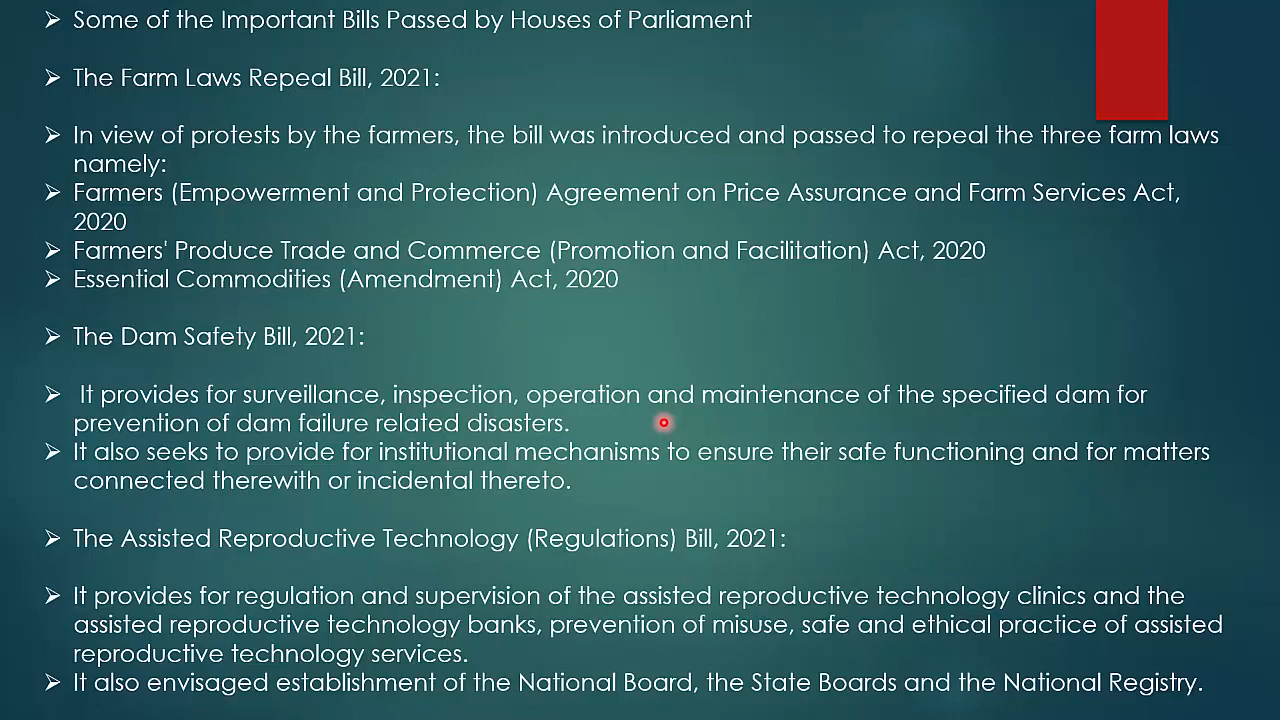 ➢ Some of the Important Bills Passed by Houses of Parliament
➢ The Farm Laws Repeal Bill, 2021:
➢ In view of protests by the farmers, the bill was introduced and passed to repeal the three farm laws
namely:
➢ Farmers (Empowerment and Protection) Agreement on Price Assurance and Farm Services Act,
2020
➢ Farmers' Produce Trade and Commerce (Promotion and Facilitation) Act, 2020
➢ Essential Commodities (Amendment) Act, 2020
➢ The Dam Safety Bill, 2021:
➢ It provides for surveillance, inspection, operation and maintenance of the specified dam for
prevention of dam failure related disasters.
➢ It also seeks to provide for institutional mechanisms to ensure their safe functioning and for matters
connected therewith or incidental thereto.
➢ The Assisted Reproductive Technology (Regulations) Bill, 2021:
➢ It provides for regulation and supervision of the assisted reproductive technology clinics and the
assisted reproductive technology banks, prevention of misuse, safe and ethical practice of assisted
reproductive technology services.
➢ It also envisaged establishment of the National Board, the State Boards and the National Registry.